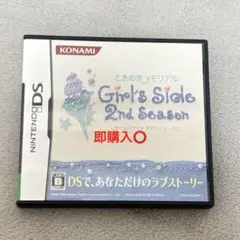 KONAMI
NINTENDO DS
ときめきメモリアル
Girl's Side
2nd Season
即購入〇
B
DSで、あなただけのラブストーリー